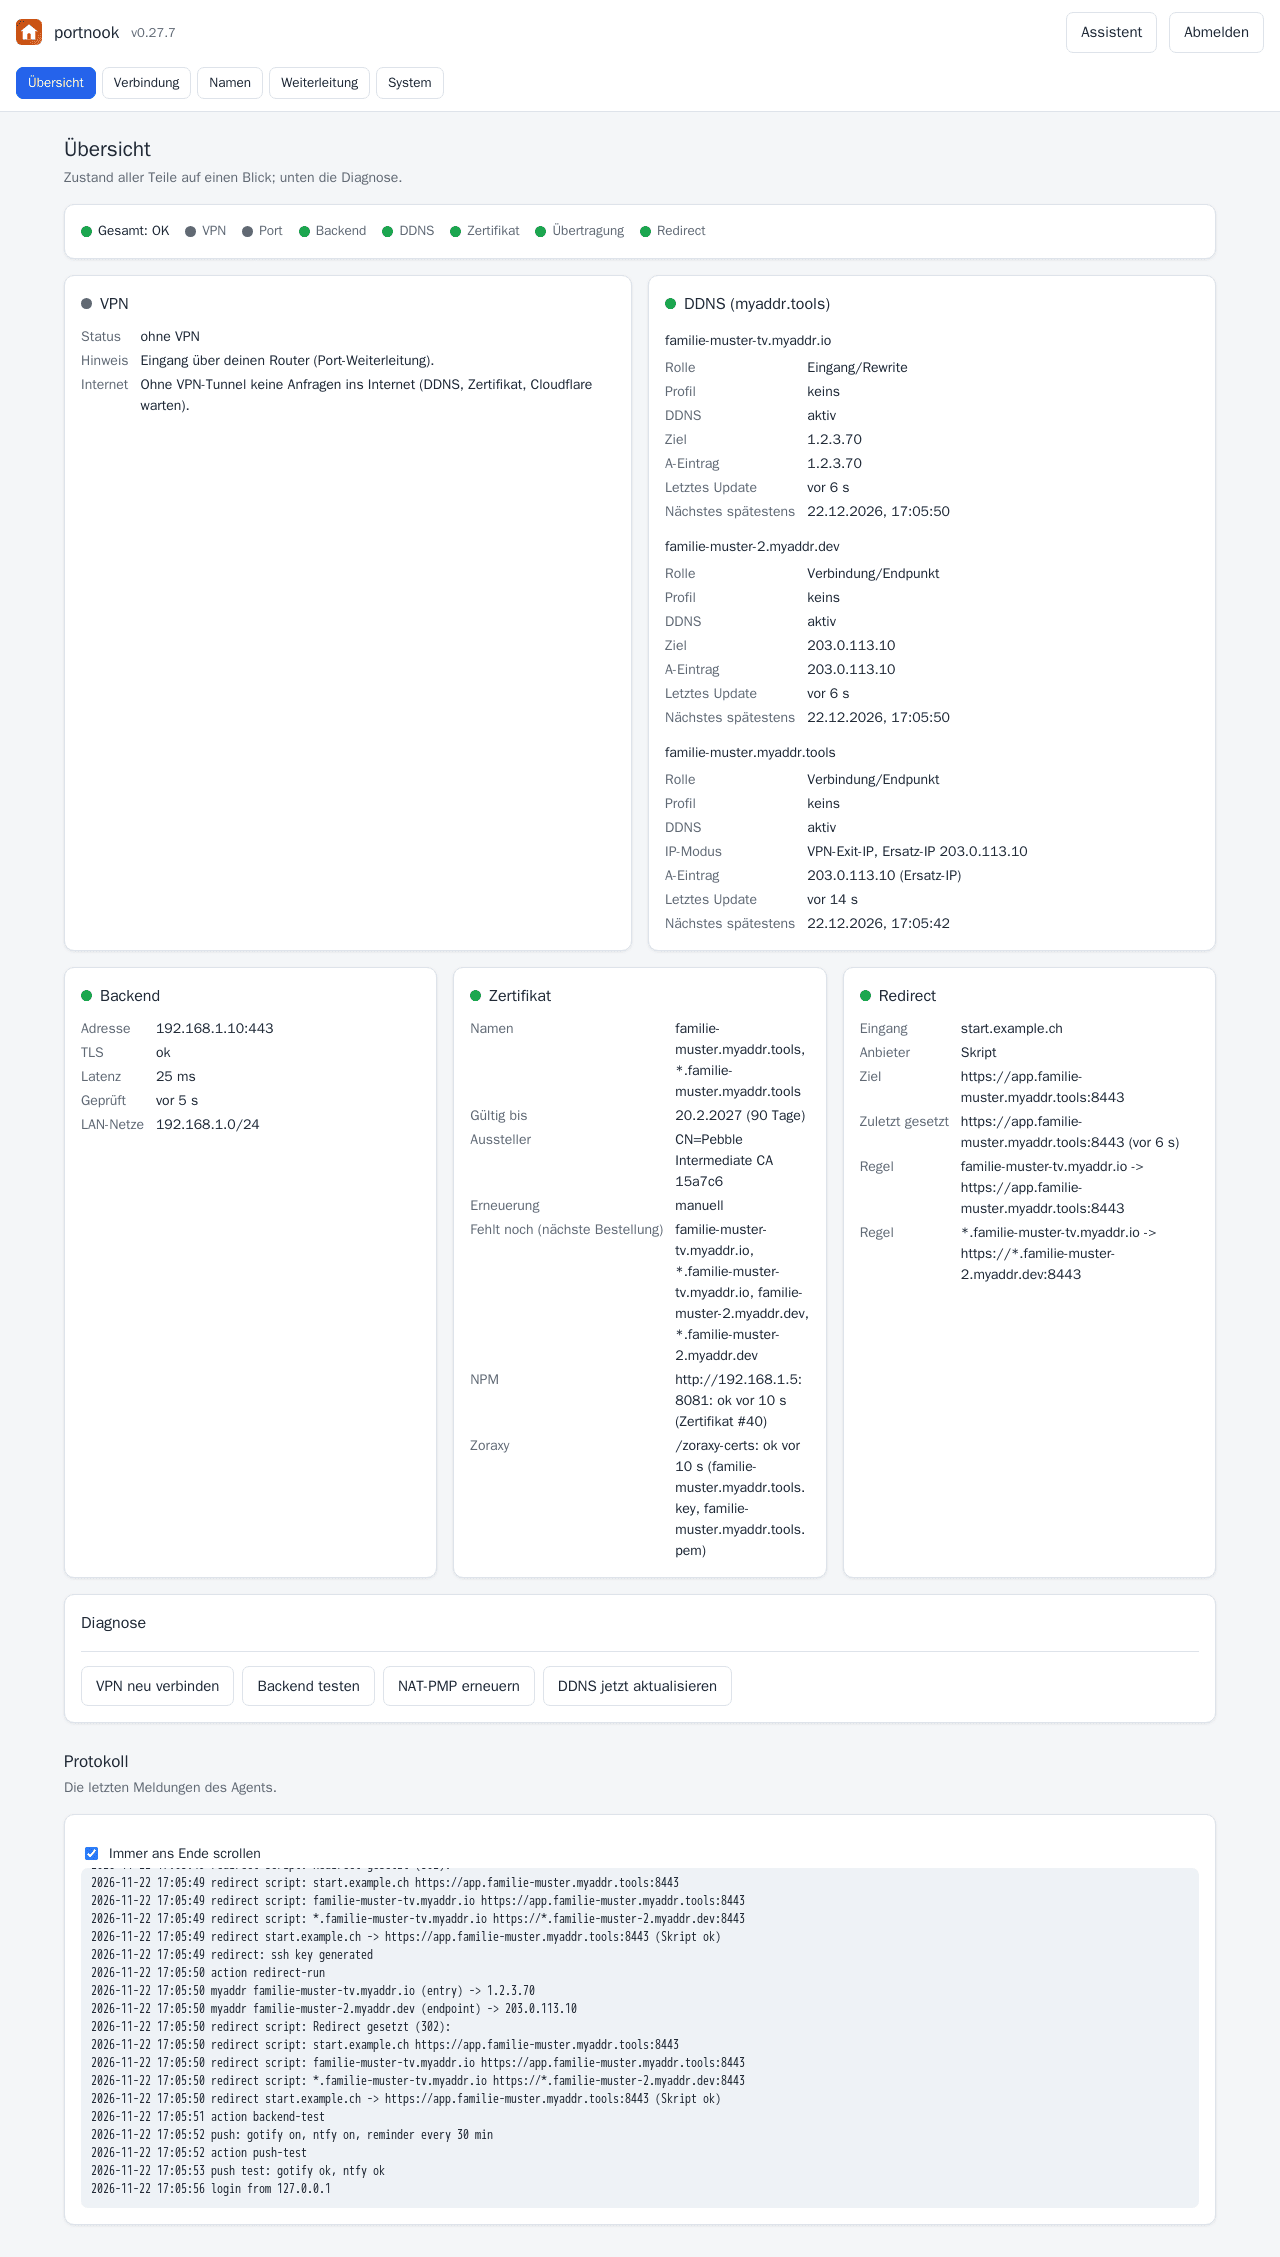 portnook v0.27.7
Assistent
Abmelden
Übersicht
Verbindung
Namen
Weiterleitung
System
Übersicht
Zustand aller Teile auf einen Blick; unten die Diagnose.
Gesamt: OK
VPN
Port
Backend
DDNS
Zertifikat
Übertragung
Redirect
VPN
Status ohne VPN
Hinweis Eingang über deinen Router (Port-Weiterleitung).
Internet Ohne VPN-Tunnel keine Anfragen ins Internet (DDNS, Zertifikat, Cloudflare
warten).
DDNS (myaddr.tools)
familie-muster-tv.myaddr.io
Rolle Eingang/Rewrite
Profil keins
DDNS aktiv
Ziel 1.2.3.70
A-Eintrag 1.2.3.70
Letztes Update vor 6 s
Nächstes spätestens 22.12.2026, 17:05:50
familie-muster-2.myaddr.dev
Rolle Verbindung/Endpunkt
Profil keins
DDNS aktiv
Ziel 203.0.113.10
A-Eintrag 203.0.113.10
Letztes Update vor 6 s
Nächstes spätestens 22.12.2026, 17:05:50
familie-muster.myaddr.tools
Rolle Verbindung/Endpunkt
Profil keins
DDNS aktiv
IP-Modus VPN-Exit-IP, Ersatz-IP 203.0.113.10
A-Eintrag 203.0.113.10 (Ersatz-IP)
Letztes Update vor 14 s
Nächstes spätestens 22.12.2026, 17:05:42
Backend
Adresse 192.168.1.10:443
TLS ok
Latenz 25 ms
Geprüft vor 5 s
LAN-Netze 192.168.1.0/24
Zertifikat
Namen familie-
muster.myaddr.tools,
*.familie-
muster.myaddr.tools
Gültig bis 20.2.2027 (90 Tage)
Aussteller CN=Pebble
Intermediate CA
15a7c6
Erneuerung manuell
Fehlt noch (nächste Bestellung) familie-muster-
tv.myaddr.io,
*.familie-muster-
tv.myaddr.io, familie-
muster-2.myaddr.dev,
*.familie-muster-
2.myaddr.dev
NPM http://192.168.1.5:
8081: ok vor 10 s
(Zertifikat #40)
Zoraxy /zoraxy-certs: ok vor
10 s (familie-
muster.myaddr.tools.
key, familie-
muster.myaddr.tools.
pem)
Redirect
Eingang start.example.ch
Anbieter Skript
Ziel https://app.familie-
muster.myaddr.tools:8443
Zuletzt gesetzt https://app.familie-
muster.myaddr.tools:8443 (vor 6 s)
Regel familie-muster-tv.myaddr.io ->
https://app.familie-
muster.myaddr.tools:8443
Regel *.familie-muster-tv.myaddr.io ->
https://*.familie-muster-
2.myaddr.dev:8443
Diagnose
VPN neu verbinden
Backend testen
NAT-PMP erneuern
DDNS jetzt aktualisieren
Protokoll
Die letzten Meldungen des Agents.
Immer ans Ende scrollen
2026-11-22 17:05:49 redirect script: start.example.ch https://app.familie-muster.myaddr.tools:8443
2026-11-22 17:05:49 redirect script: familie-muster-tv.myaddr.io https://app.familie-muster.myaddr.tools:8443
2026-11-22 17:05:49 redirect script: *.familie-muster-tv.myaddr.io https://*.familie-muster-2.myaddr.dev:8443
2026-11-22 17:05:49 redirect start.example.ch -> https://app.familie-muster.myaddr.tools:8443 (Skript ok)
2026-11-22 17:05:49 redirect: ssh key generated
2026-11-22 17:05:50 action redirect-run
2026-11-22 17:05:50 myaddr familie-muster-tv.myaddr.io (entry) -> 1.2.3.70
2026-11-22 17:05:50 myaddr familie-muster-2.myaddr.dev (endpoint) -> 203.0.113.10
2026-11-22 17:05:50 redirect script: Redirect gesetzt (302):
2026-11-22 17:05:50 redirect script: start.example.ch https://app.familie-muster.myaddr.tools:8443
2026-11-22 17:05:50 redirect script: familie-muster-tv.myaddr.io https://app.familie-muster.myaddr.tools:8443
2026-11-22 17:05:50 redirect script: *.familie-muster-tv.myaddr.io https://*.familie-muster-2.myaddr.dev:8443
2026-11-22 17:05:50 redirect start.example.ch -> https://app.familie-muster.myaddr.tools:8443 (Skript ok)
2026-11-22 17:05:51 action backend-test
2026-11-22 17:05:52 push: gotify on, ntfy on, reminder every 30 min
2026-11-22 17:05:52 action push-test
2026-11-22 17:05:53 push test: gotify ok, ntfy ok
2026-11-22 17:05:56 login from 127.0.0.1